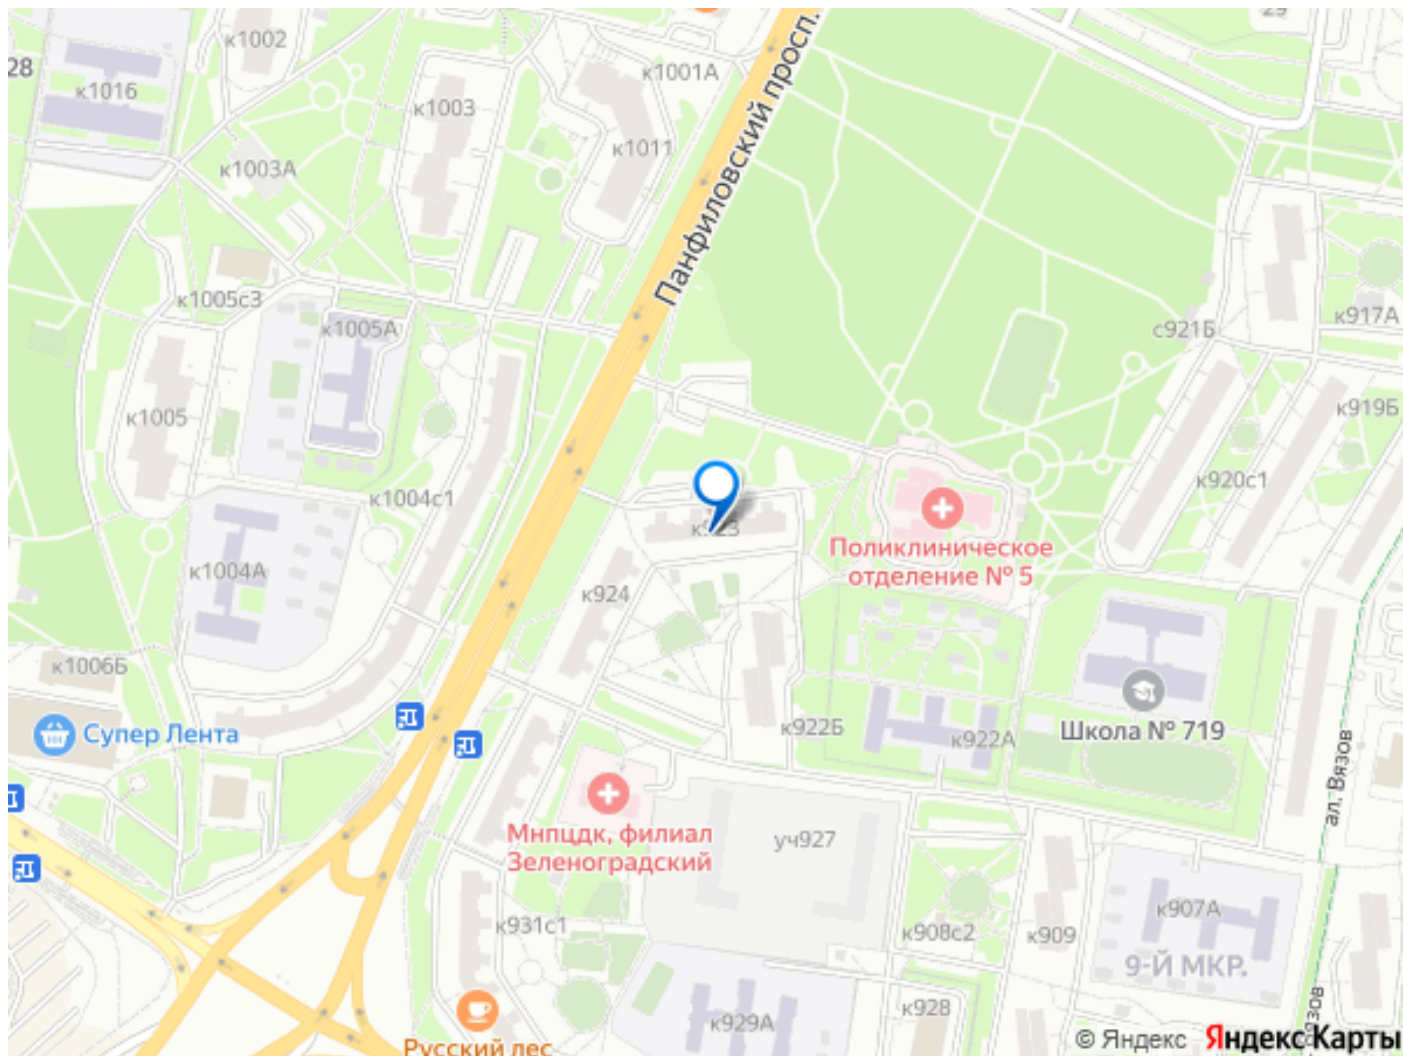 29
к1002
28
к1016
к1001А
к1003
к1011
к1003А
Панфиловский просп.
к1005с3
к1005А
с921Б
к917А
к1005
к919Б
к1004с1
к920с1
к923
Поликлиническое
отделение № 5
к1004А
к924
к1006Б
Супер Лента
к922Б
к922А
Школа № 719
ал. Вязов
Мнпцдк, филиал
Зеленоградский
уч927
к931с1
к908с2
к909
к907А
9-Й МКР.
к928
к929А
Русский лес
© Яндекс Яндекс Карты